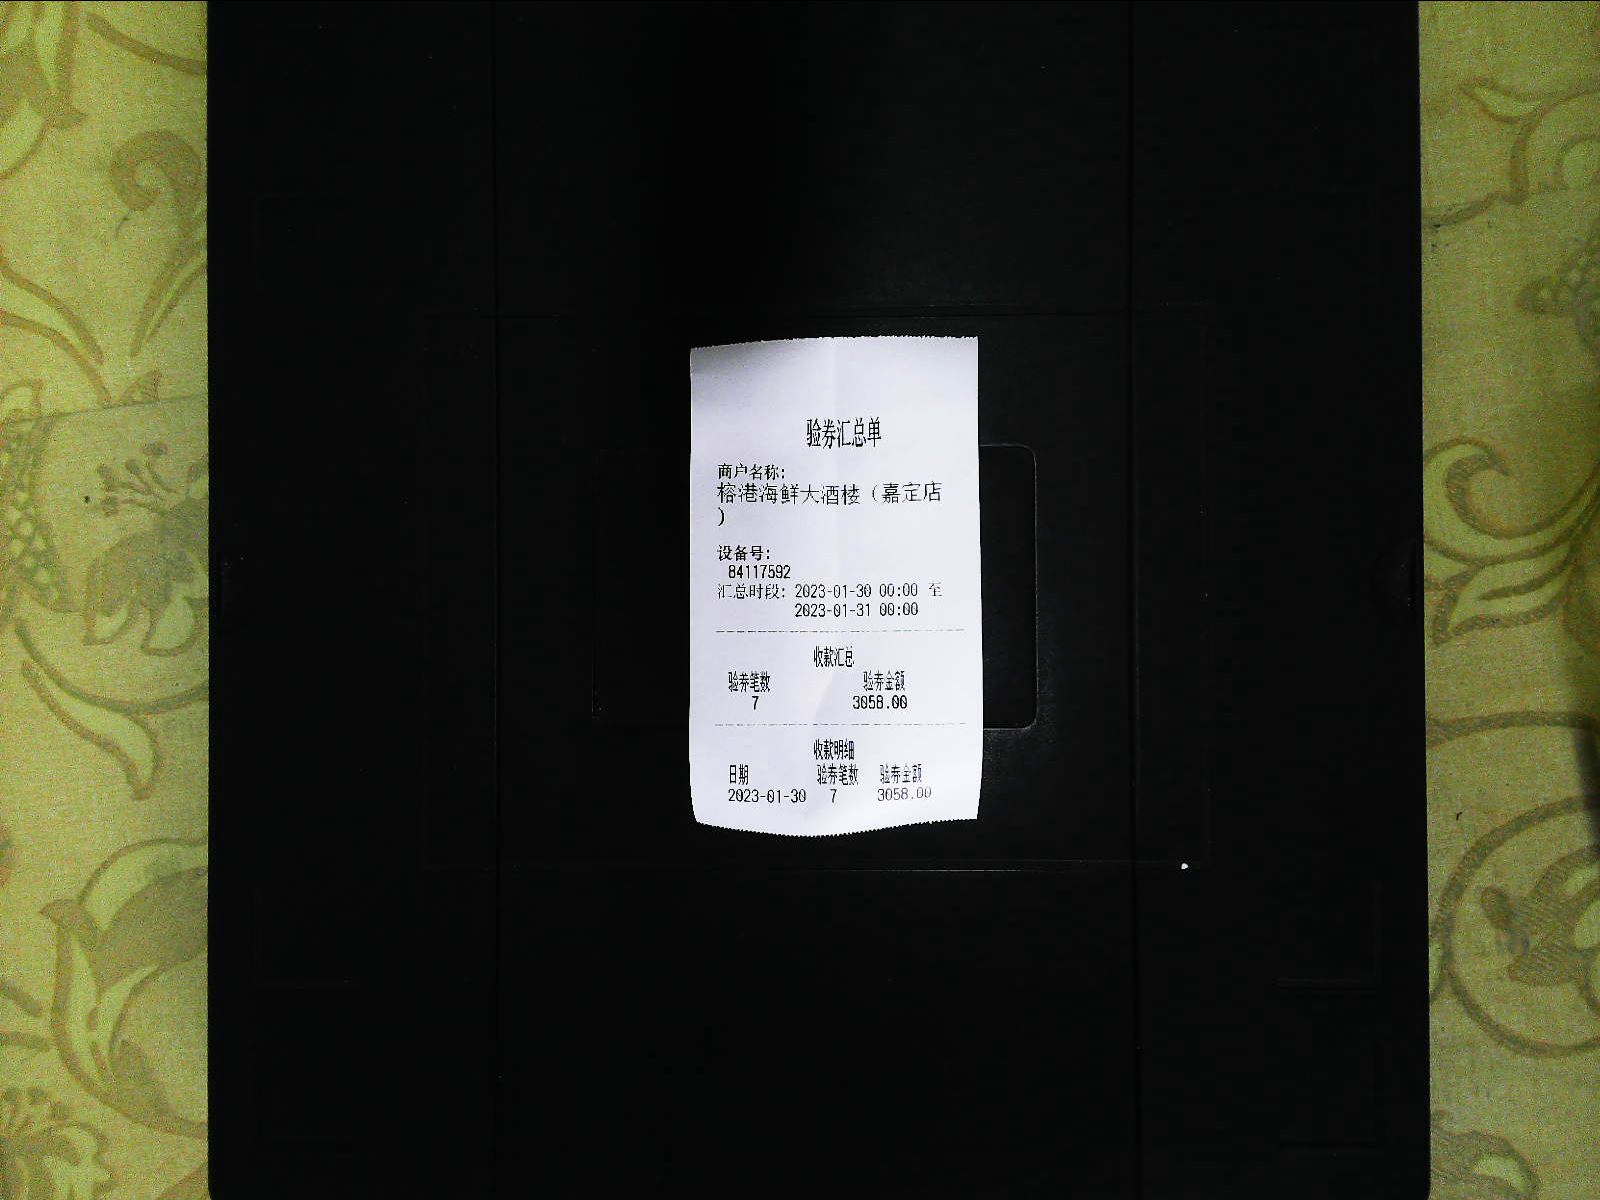 验券汇总单
商户名称:
榕港海鲜大酒楼（嘉定店
）
设备号:
84117592
汇总时段: 2023-01-30 00:00 至
2023-01-31 00:00
收款汇总
验券笔数 验券金额
7 3058.00
收款明细
日期 验券笔数 验券金额
2023-01-30 7 3058.00